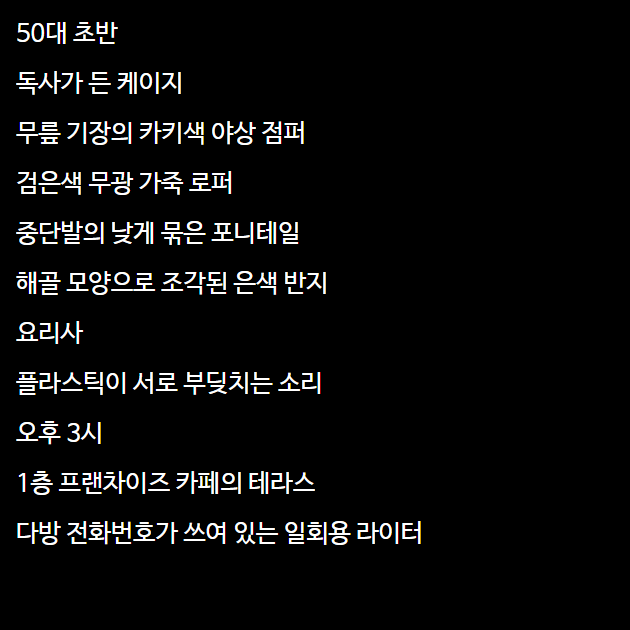 50대 초반
독사가 든 케이지
무릎 기장의 카키색 야상 점퍼
검은색 무광 가죽 로퍼
중단발의 낮게 묶은 포니테일
해골 모양으로 조각된 은색 반지
요리사
플라스틱이 서로 부딪치는 소리
오후 3시
1층 프랜차이즈 카페의 테라스
다방 전화번호가 쓰여 있는 일회용 라이터